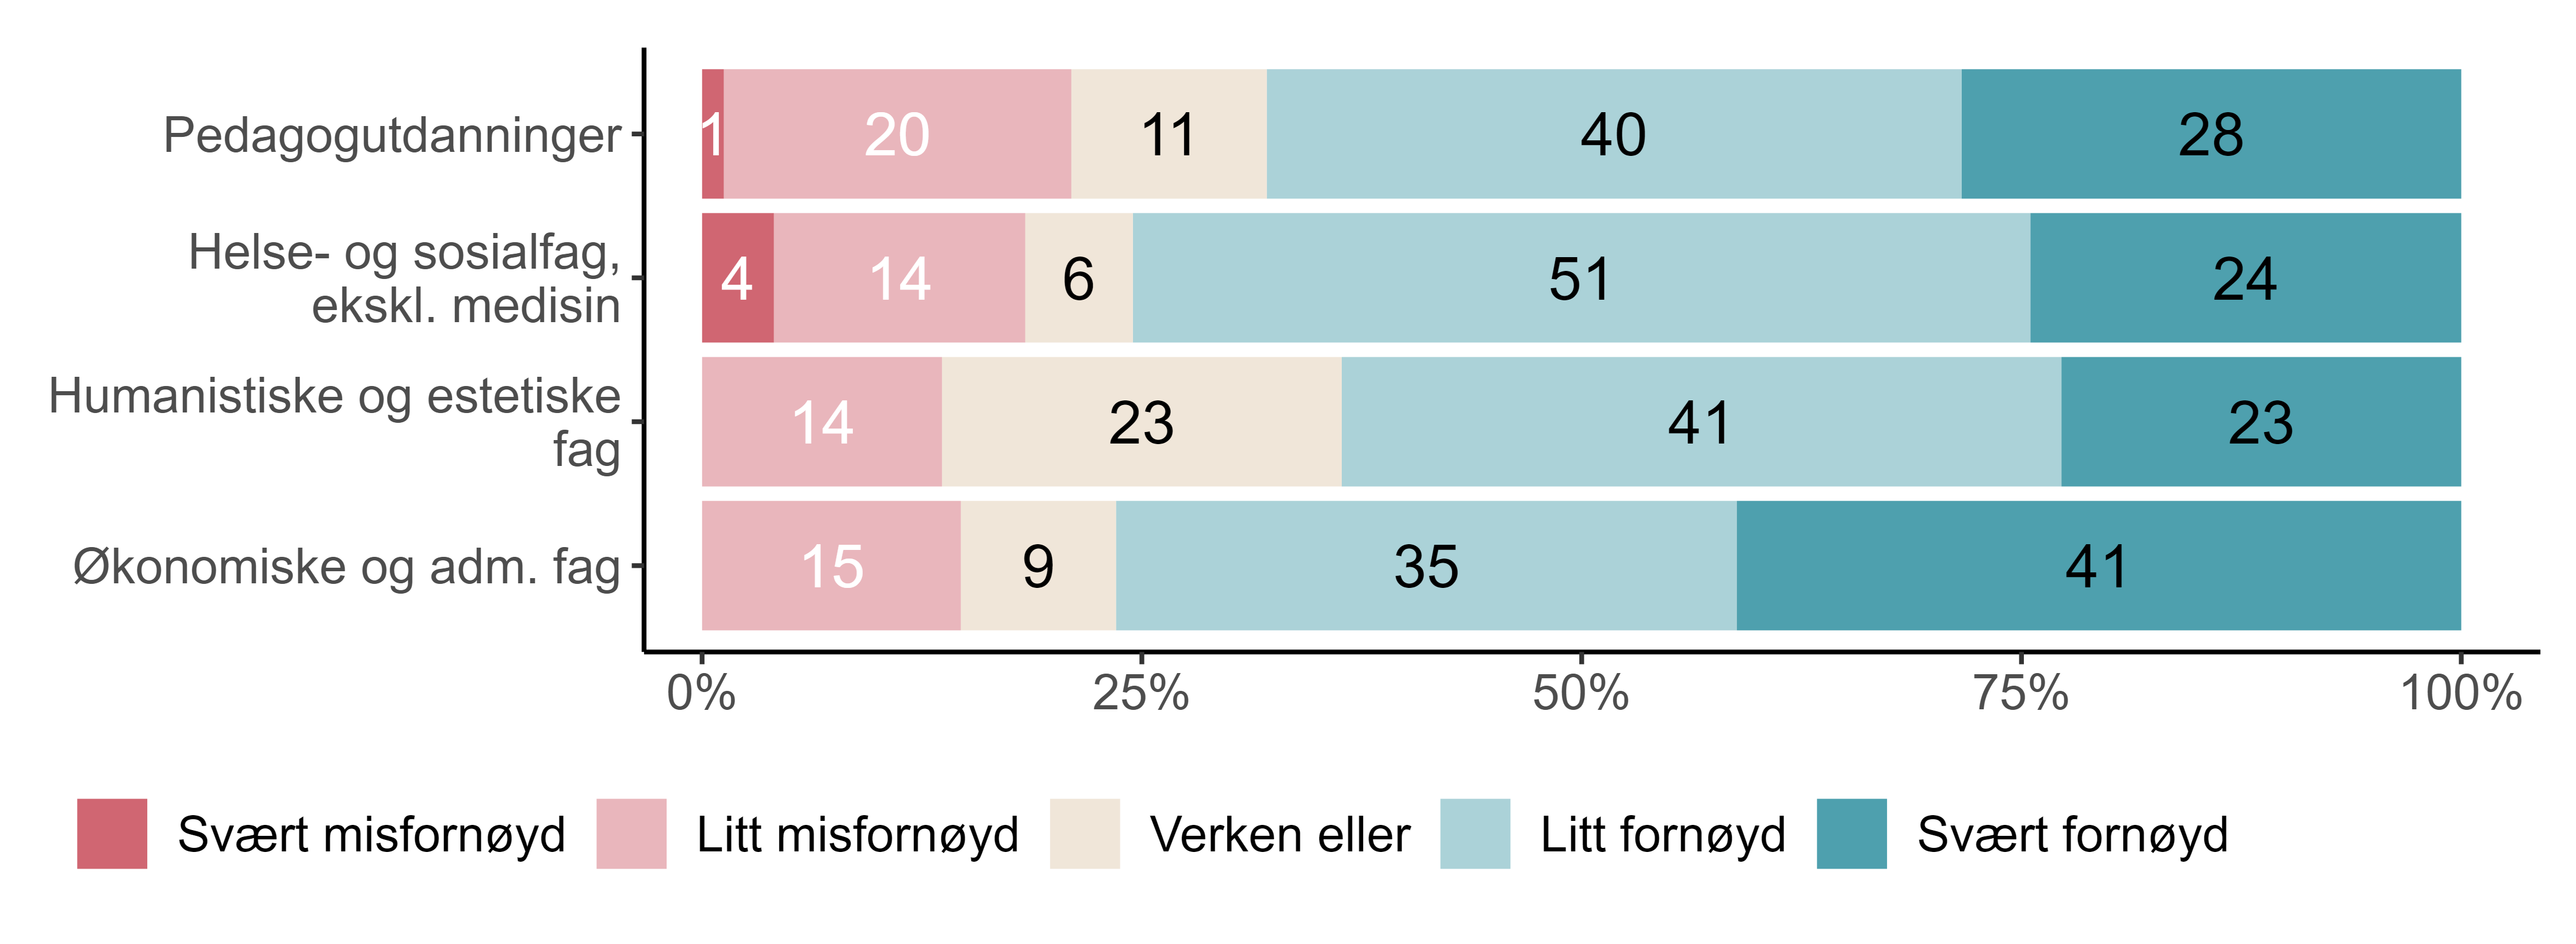 Pedagogutdanninger
1 20 11 40 28
Helse- og sosialfag,
ekskl. medisin
4 14 6 51 24
Humanistiske og estetiske
fag
14 23 41 23
Økonomiske og adm. fag
15 9 35 41
0% 25% 50% 75% 100%
Svært misfornøyd Litt misfornøyd Verken eller Litt fornøyd Svært fornøyd